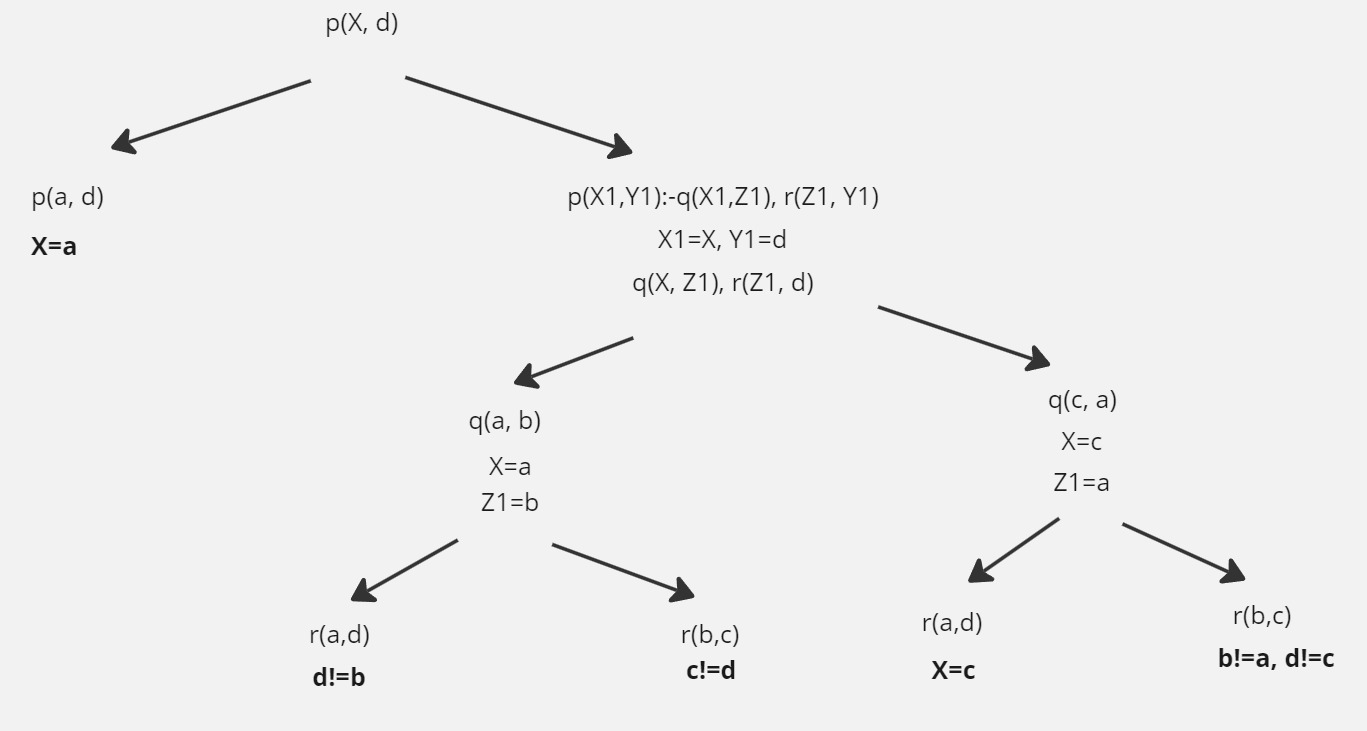 p(X, d)
p(a, d)
X=a
p(X1,Y1):-q(X1,Z1), r(Z1, Y1)
X1=X, Y1=d
q(X, Z1), r(Z1, d)
q(a, b)
X=a
Z1=b
q(c, a)
X=c
Z1=a
r(a,d)
d!=b
r(b,c)
c!=d
r(a,d)
X=c
r(b,c)
b!=a, d!=c